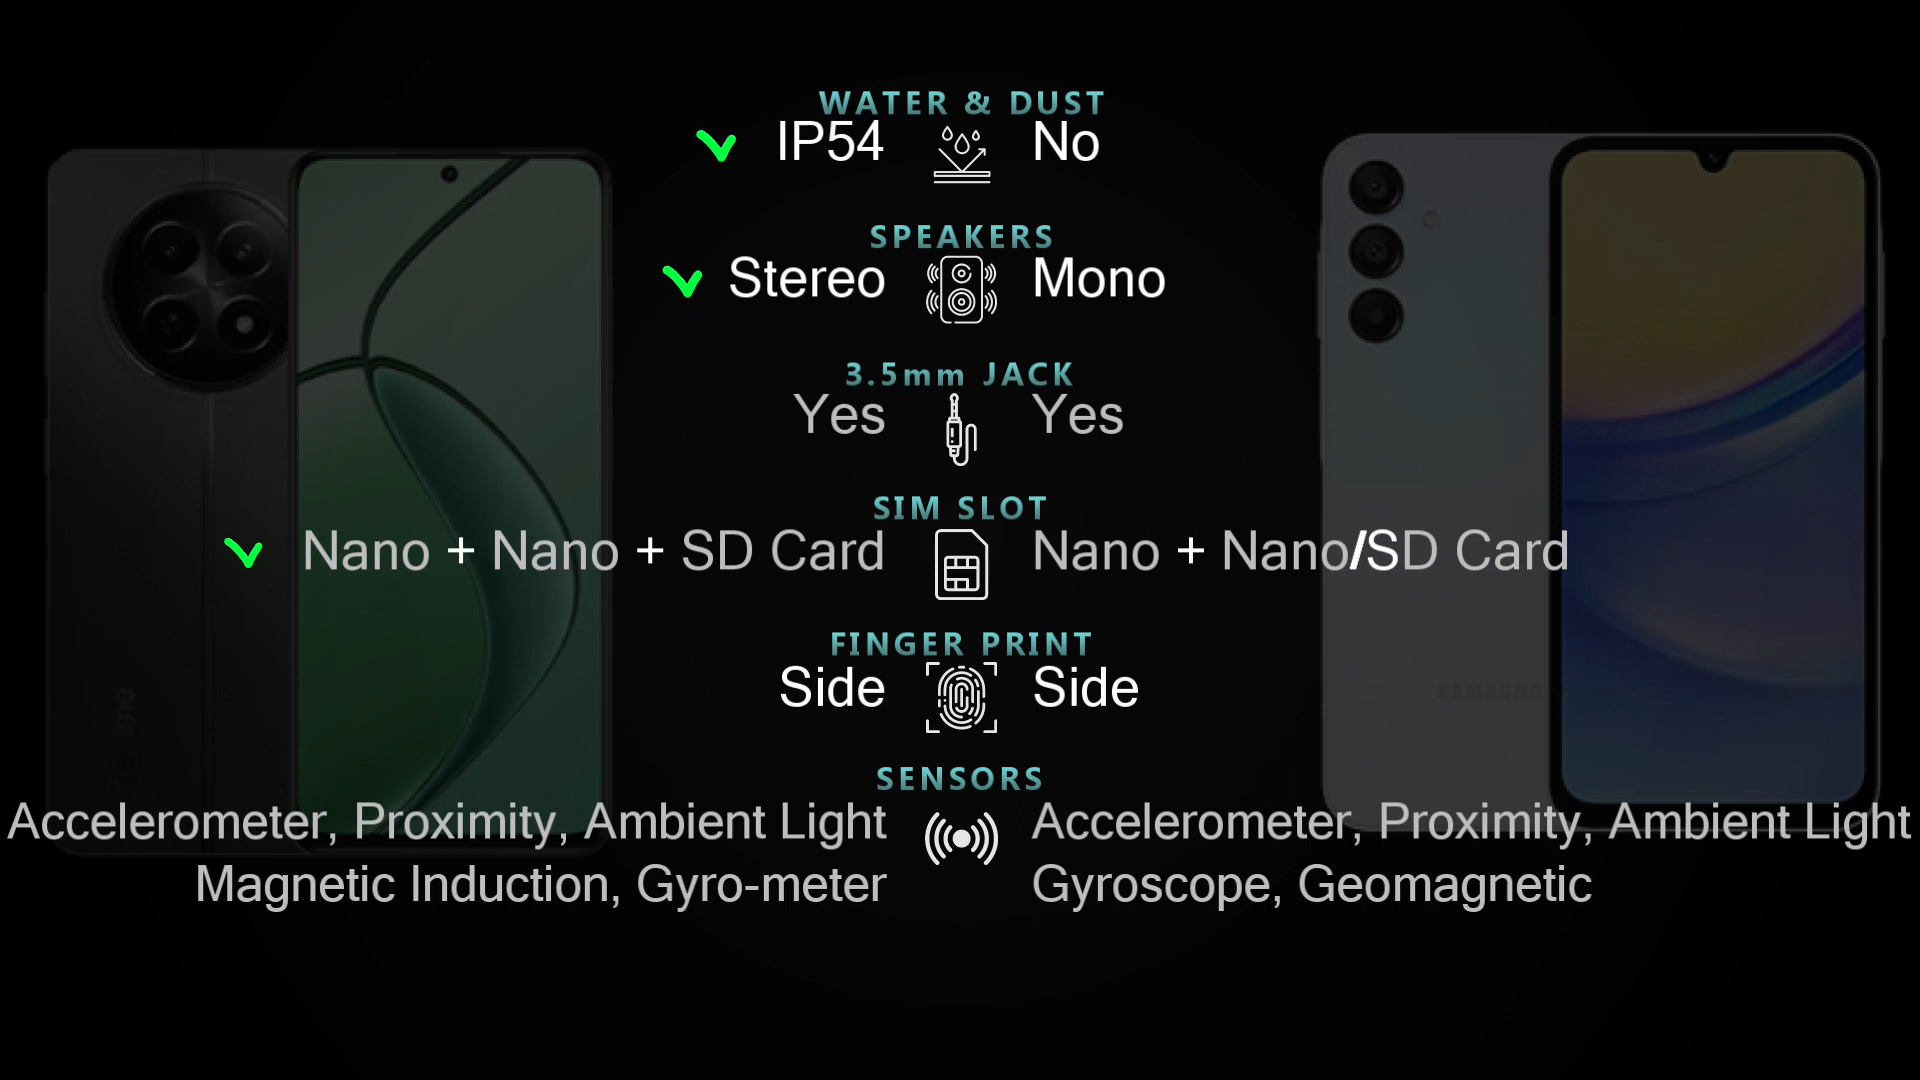 WATER & DUST
IP54 No
SPEAKERS
Stereo Mono
3.5mm JACK
Yes Yes
SIM SLOT
Nano + Nano + SD Card Nano + Nano/SD Card
FINGER PRINT
Side Side
SAMSUNG
realme
SENSORS
Accelerometer, Proximity, Ambient Light Accelerometer, Proximity, Ambient Light
Magnetic Induction, Gyro-meter Gyroscope, Geomagnetic